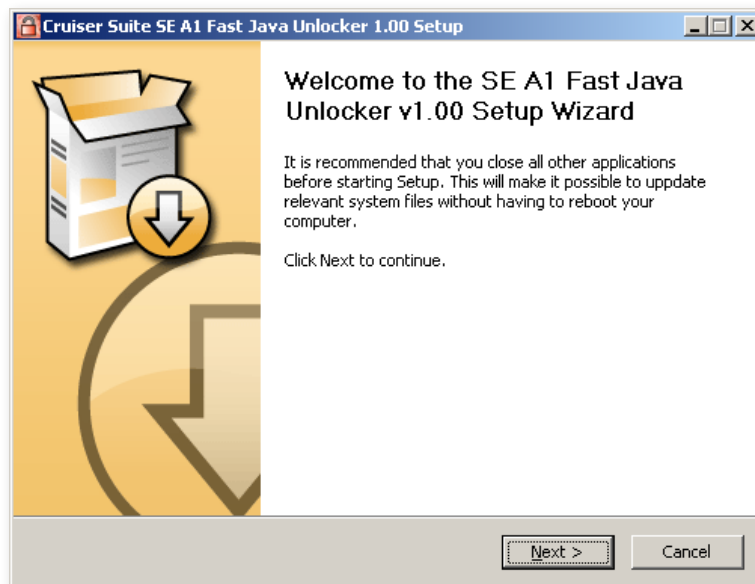 Cruiser Suite SE A1 Fast Java Unlocker 1.00 Setup
Welcome to the SE A1 Fast Java
Unlocker v1.00 Setup Wizard
It is recommended that you close all other applications
before starting Setup. This will make it possible to uppdate
relevant system files without having to reboot your
computer.
Click Next to continue.
Next >
Cancel